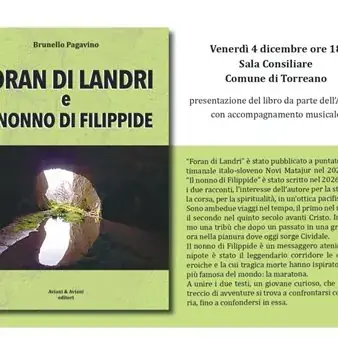 Brunello Pagavino
FORAN DI LANDRI
e
NONNO DI FILIPPIDE
Aviani & Aviani
editori
Venerdì 4 dicembre ore 18
Sala Consiliare
Comune di Torreano
presentazione del libro da parte dell'A
con accompagnamento musicale
"Foran di Landri" è stato pubblicato a puntate
timanale italo-sloveno Novi Matajur nel 202
"Il nonno di Filippide" è stato scritto nel 2026
i due racconti, l'interesse dell'autore per la st
la corsa, per la spiritualità, in un'ottica pacifi
Sono ambedue viaggi nel tempo, il primo nel
il secondo nel quinto secolo avanti Cristo. In
mo una tribù che dopo un passato in una gr
ora nella pianura dove oggi sorge Cividale.
Il nonno di Filippide è un messaggero atenie
nipote è stato il leggendario corridore le c
eroiche e la cui tragica morte hanno ispirato
più famosa del mondo: la maratona.
A unire i due testi, un giovane curioso, che
treccio di avventure si trova a confrontarsi co
ria, fino a confondersi in essa.